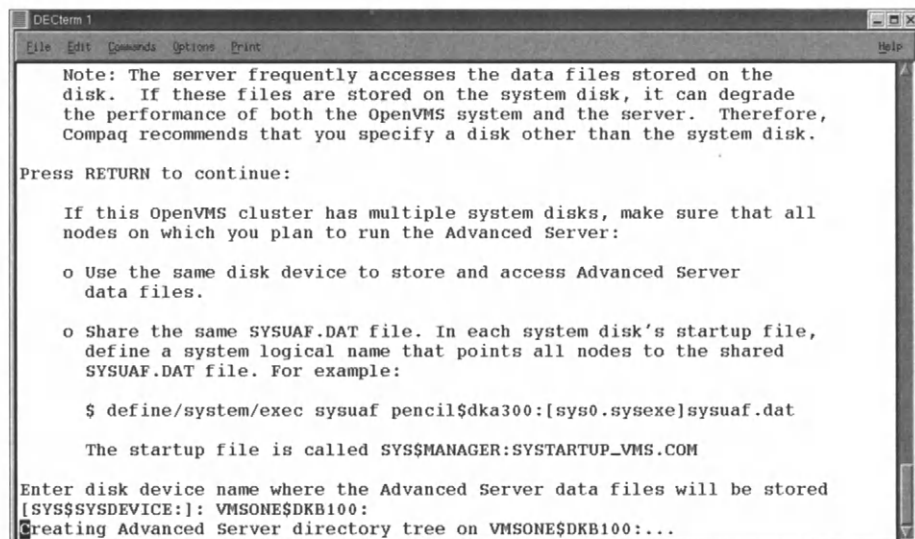 DECterm 1
File Edit Commands Options Print Help
Note: The server frequently accesses the data files stored on the
disk. If these files are stored on the system disk, it can degrade
the performance of both the OpenVMS system and the server. Therefore,
Compaq recommends that you specify a disk other than the system disk.
Press RETURN to continue:
If this OpenVMS cluster has multiple system disks, make sure that all
nodes on which you plan to run the Advanced Server:
o Use the same disk device to store and access Advanced Server
data files.
o Share the same SYSUAF.DAT file. In each system disk's startup file,
define a system logical name that points all nodes to the shared
SYSUAF.DAT file. For example:
$ define/system/exec sysuaf pencil$dka300:[sys0.sysexe]sysuaf.dat
The startup file is called SYS$MANAGER:SYSTARTUP_VMS.COM
Enter disk device name where the Advanced Server data files will be stored
[SYS$SYSDEVICE:]: VMSONE$DKB100:
Creating Advanced Server directory tree on VMSONE$DKB100:...